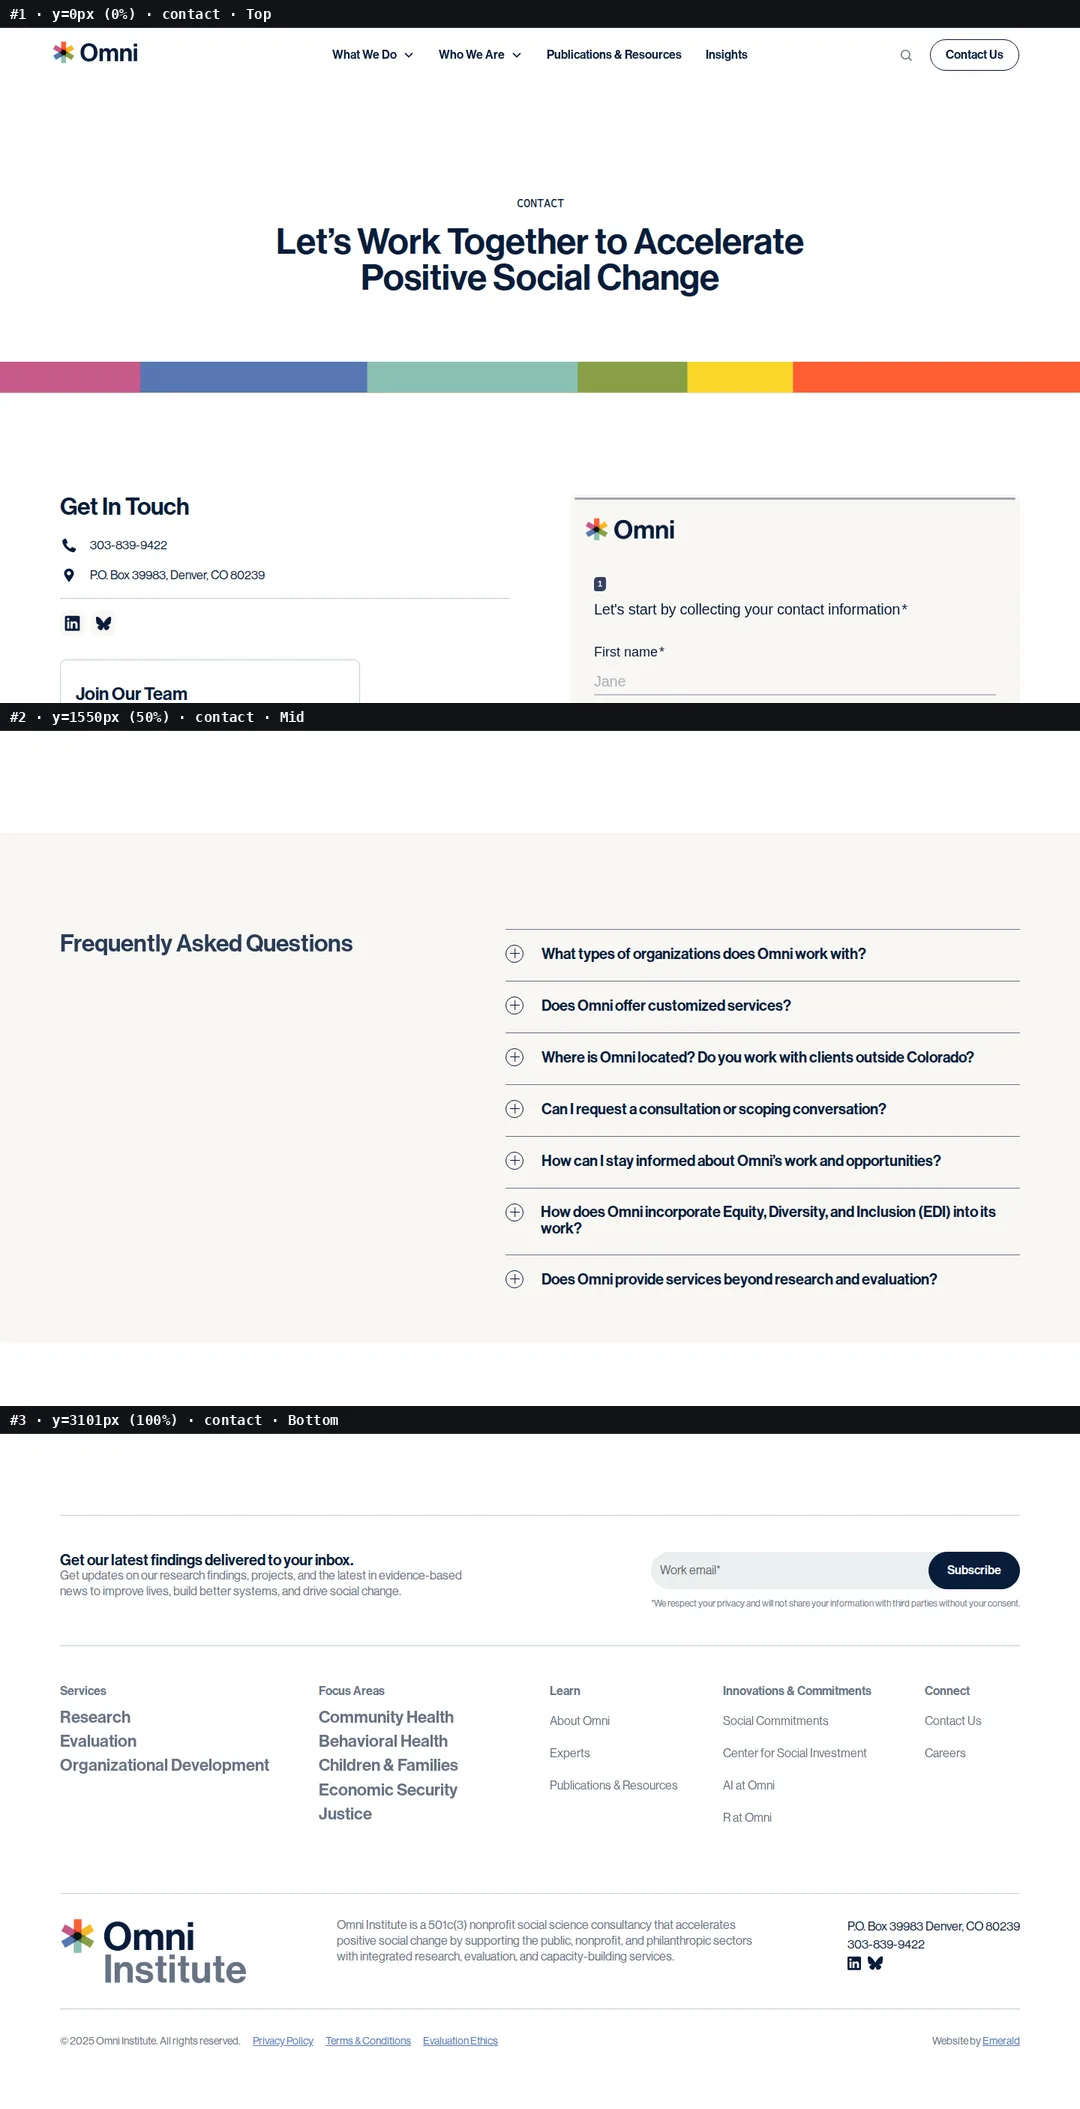 #1 · y=0px (0%) · contact · Top
Omni
What We Do
Who We Are
Publications & Resources
Insights
Contact Us
CONTACT
Let’s Work Together to Accelerate
Positive Social Change
Get In Touch
303-839-9422
P.O. Box 39983, Denver, CO 80239
Join Our Team
Omni
1
Let's start by collecting your contact information*
First name*
Jane
#2 · y=1550px (50%) · contact · Mid
Frequently Asked Questions
What types of organizations does Omni work with?
Does Omni offer customized services?
Where is Omni located? Do you work with clients outside Colorado?
Can I request a consultation or scoping conversation?
How can I stay informed about Omni’s work and opportunities?
How does Omni incorporate Equity, Diversity, and Inclusion (EDI) into its
work?
Does Omni provide services beyond research and evaluation?
#3 · y=3101px (100%) · contact · Bottom
Get our latest findings delivered to your inbox.
Get updates on our research findings, projects, and the latest in evidence-based
news to improve lives, build better systems, and drive social change.
Work email*
Subscribe
*We respect your privacy and will not share your information with third parties without your consent.
Services
Research
Evaluation
Organizational Development
Focus Areas
Community Health
Behavioral Health
Children & Families
Economic Security
Justice
Learn
About Omni
Experts
Publications & Resources
Innovations & Commitments
Social Commitments
Center for Social Investment
AI at Omni
R at Omni
Connect
Contact Us
Careers
Omni
Institute
Omni Institute is a 501c(3) nonprofit social science consultancy that accelerates
positive social change by supporting the public, nonprofit, and philanthropic sectors
with integrated research, evaluation, and capacity-building services.
P.O. Box 39983 Denver, CO 80239
303-839-9422
© 2025 Omni Institute. All rights reserved.
Privacy Policy
Terms & Conditions
Evaluation Ethics
Website by Emerald